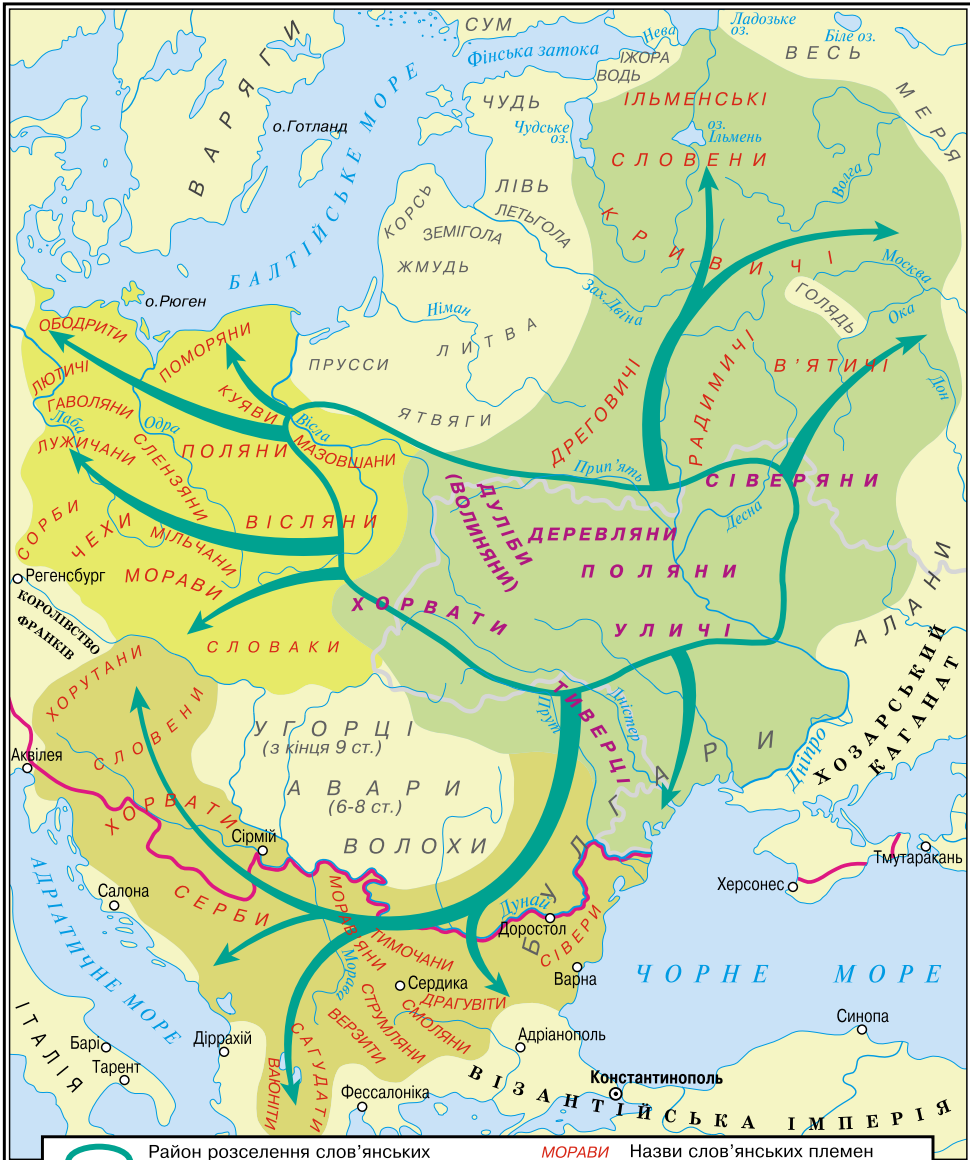 СУМ
Ладозьке
оз.
Нева
Біле оз.
Фінська затока
ВЕСЬ
ІЖОРА
ВОДЬ
ВАРЯГИ
МЕРЯ
ЧУДЬ
ІЛЬМЕНСЬКІ
о.Готланд
Чудське
оз.
оз.
Ільмень
СЛОВЕНИ
БАЛТІЙСЬКЕ МОРЕ
Волга
КОРСЬ
ЛІВЬ
ЛЕТЬГОЛА
ЗЕМІГОЛА
КРИВИЧІ
ЖМУДЬ
Москва
Зах.Двіна
ГОЛЯДЬ
о.Рюген
Німан
Ока
ОБОДРИТИ
ПОМОРЯНИ
ЛИТВА
ПРУССИ
ЛЮТИЧІ
РАДИМИЧІ
В’ЯТИЧІ
Дон
КУЯВИ
ГАВОЛЯНИ
Лаба
Одра
Вісла
ЯТВЯГИ
ДРЕГОВИЧІ
ЛУЖИЧАНИ
СЛЕНЗЯНИ
ПОЛЯНИ
МАЗОВШАНИ
Прип’ять
СІВЕРЯНИ
ДУЛІБИ
(ВОЛИНЯНИ)
Десна
СОРБИ
ЧЕХИ
МІЛЬЧАНИ
ВІСЛЯНИ
ДЕРЕВЛЯНИ
ПОЛЯНИ
Регенсбург
МОРАВИ
КОРОЛІВСТВО
ФРАНКІВ
ХОРВАТИ
УЛИЧІ
АЛАНИ
СЛОВАКИ
ХОРУТАНИ
ТИВЕРЦІ
Прут
Дністер
ХОЗАРСЬКИЙ
КАГАНАТ
СЛОВЕНИ
УГОРЦІ
(з кінця 9 ст.)
Аквілея
Дніпро
АВАРИ
(6-8 ст.)
БУЛГАРИ
ХОРВАТИ
Сірмій
ВОЛОХИ
Тмутаракань
Херсонес
АДРІАТИЧНЕ МОРЕ
Салона
СЕРБИ
МОРАВ’ЯНИ
Дунай
Доростол
СІВЕРИ
ТИМОЧАНИ
Морава
Сердика
Варна
ЧОРНЕ МОРЕ
ДРАГУВІТИ
СТРУМЛЯНИ
СМОЛЯНИ
ВЕРЗИТИ
ІТАЛІЯ
Барі
Діррахій
Адріанополь
Синопа
Тарент
САГУДАТИ
ВАЮНІТИ
Фессалоніка
Константинополь
ВІЗАНТІЙСЬКА ІМПЕРІЯ
Район розселення слов’янських
МОРАВИ Назви слов’янських племен